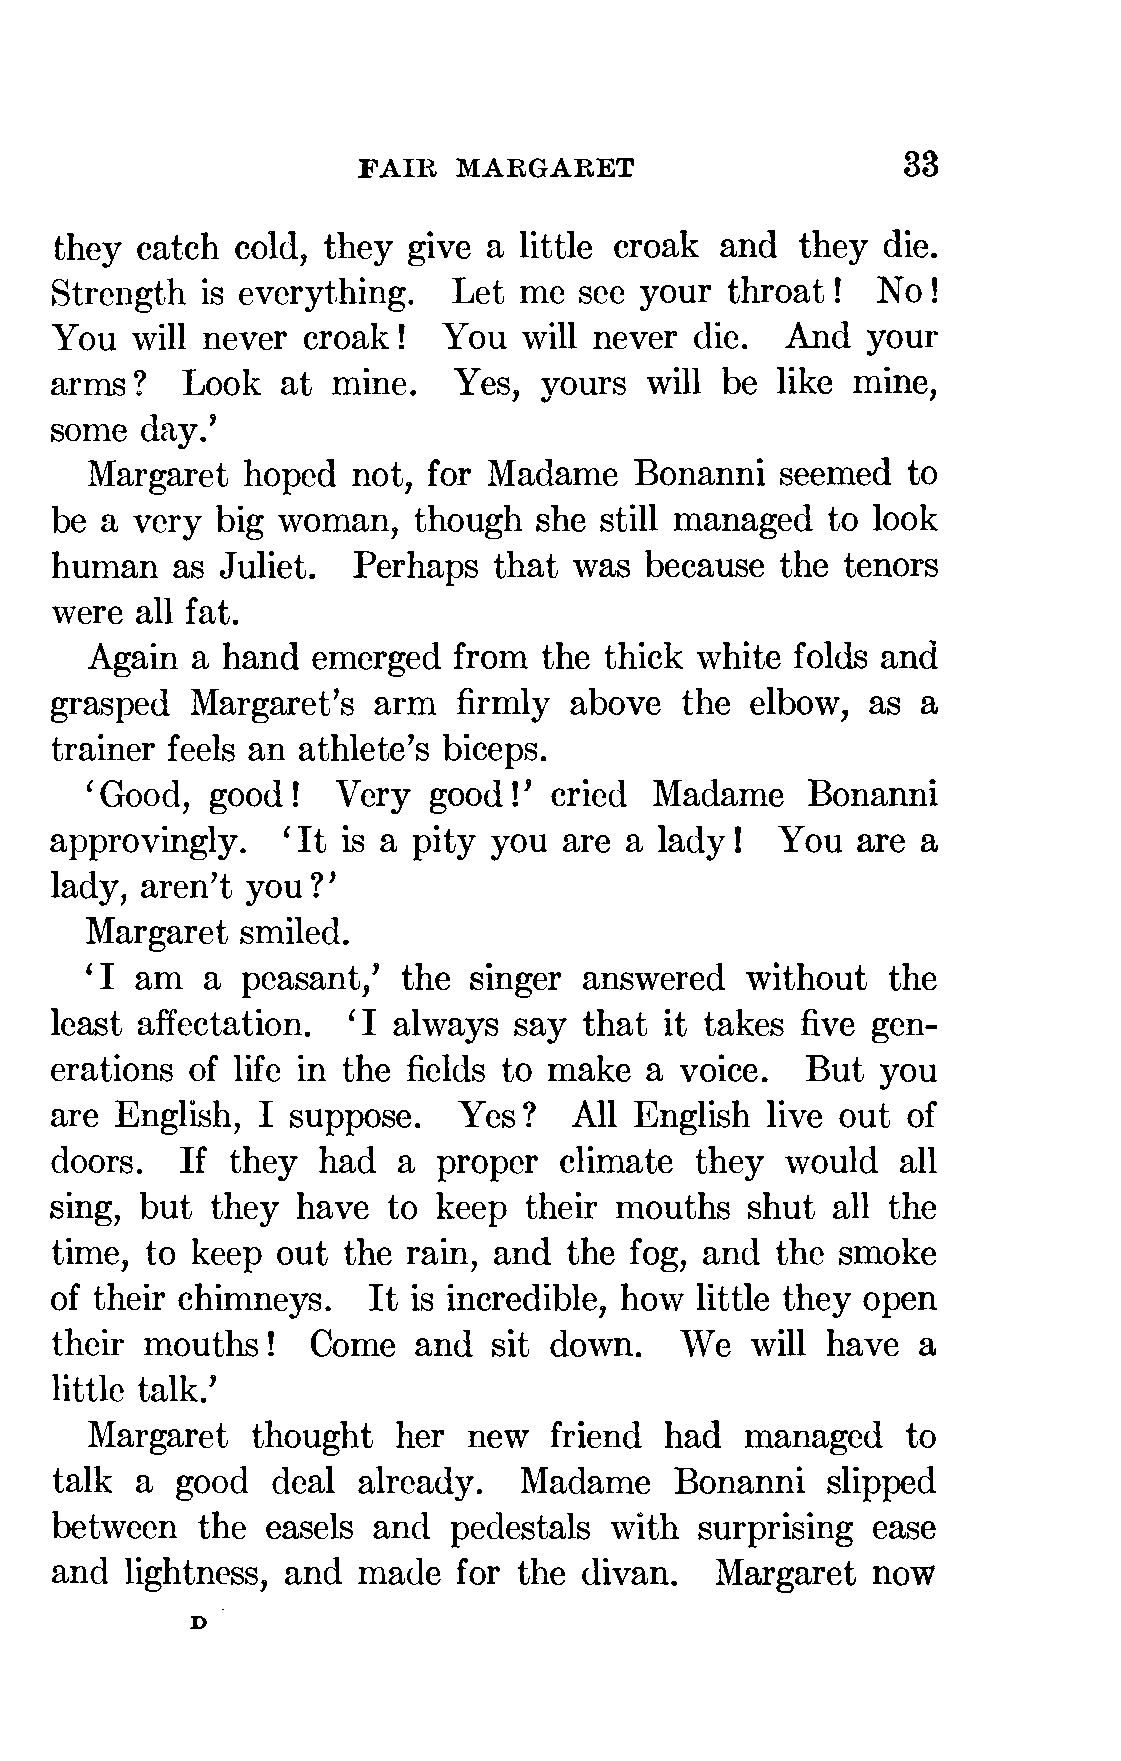 FAIR MARGARET 33
they catch cold, they give a little croak and they die.
Strength is everything. Let me see your throat! No!
You will never croak! You will never die. And your
arms? Look at mine. Yes, yours will be like mine,
some day.'
Margaret hoped not, for Madame Bonanni seemed to
be a very big woman, though she still managed to look
human as Juliet. Perhaps that was because the tenors
were all fat.
Again a hand emerged from the thick white folds and
grasped Margaret's arm firmly above the elbow, as a
trainer feels an athlete's biceps.
'Good, good! Very good!' cried Madame Bonanni
approvingly. 'It is a pity you are a lady! You are a
lady, aren't you?'
Margaret smiled.
'I am a peasant,' the singer answered without the
least affectation. 'I always say that it takes five gen-
erations of life in the fields to make a voice. But you
are English, I suppose. Yes? All English live out of
doors. If they had a proper climate they would all
sing, but they have to keep their mouths shut all the
time, to keep out the rain, and the fog, and the smoke
of their chimneys. It is incredible, how little they open
their mouths! Come and sit down. We will have a
little talk.'
Margaret thought her new friend had managed to
talk a good deal already. Madame Bonanni slipped
between the easels and pedestals with surprising ease
and lightness, and made for the divan. Margaret now
D